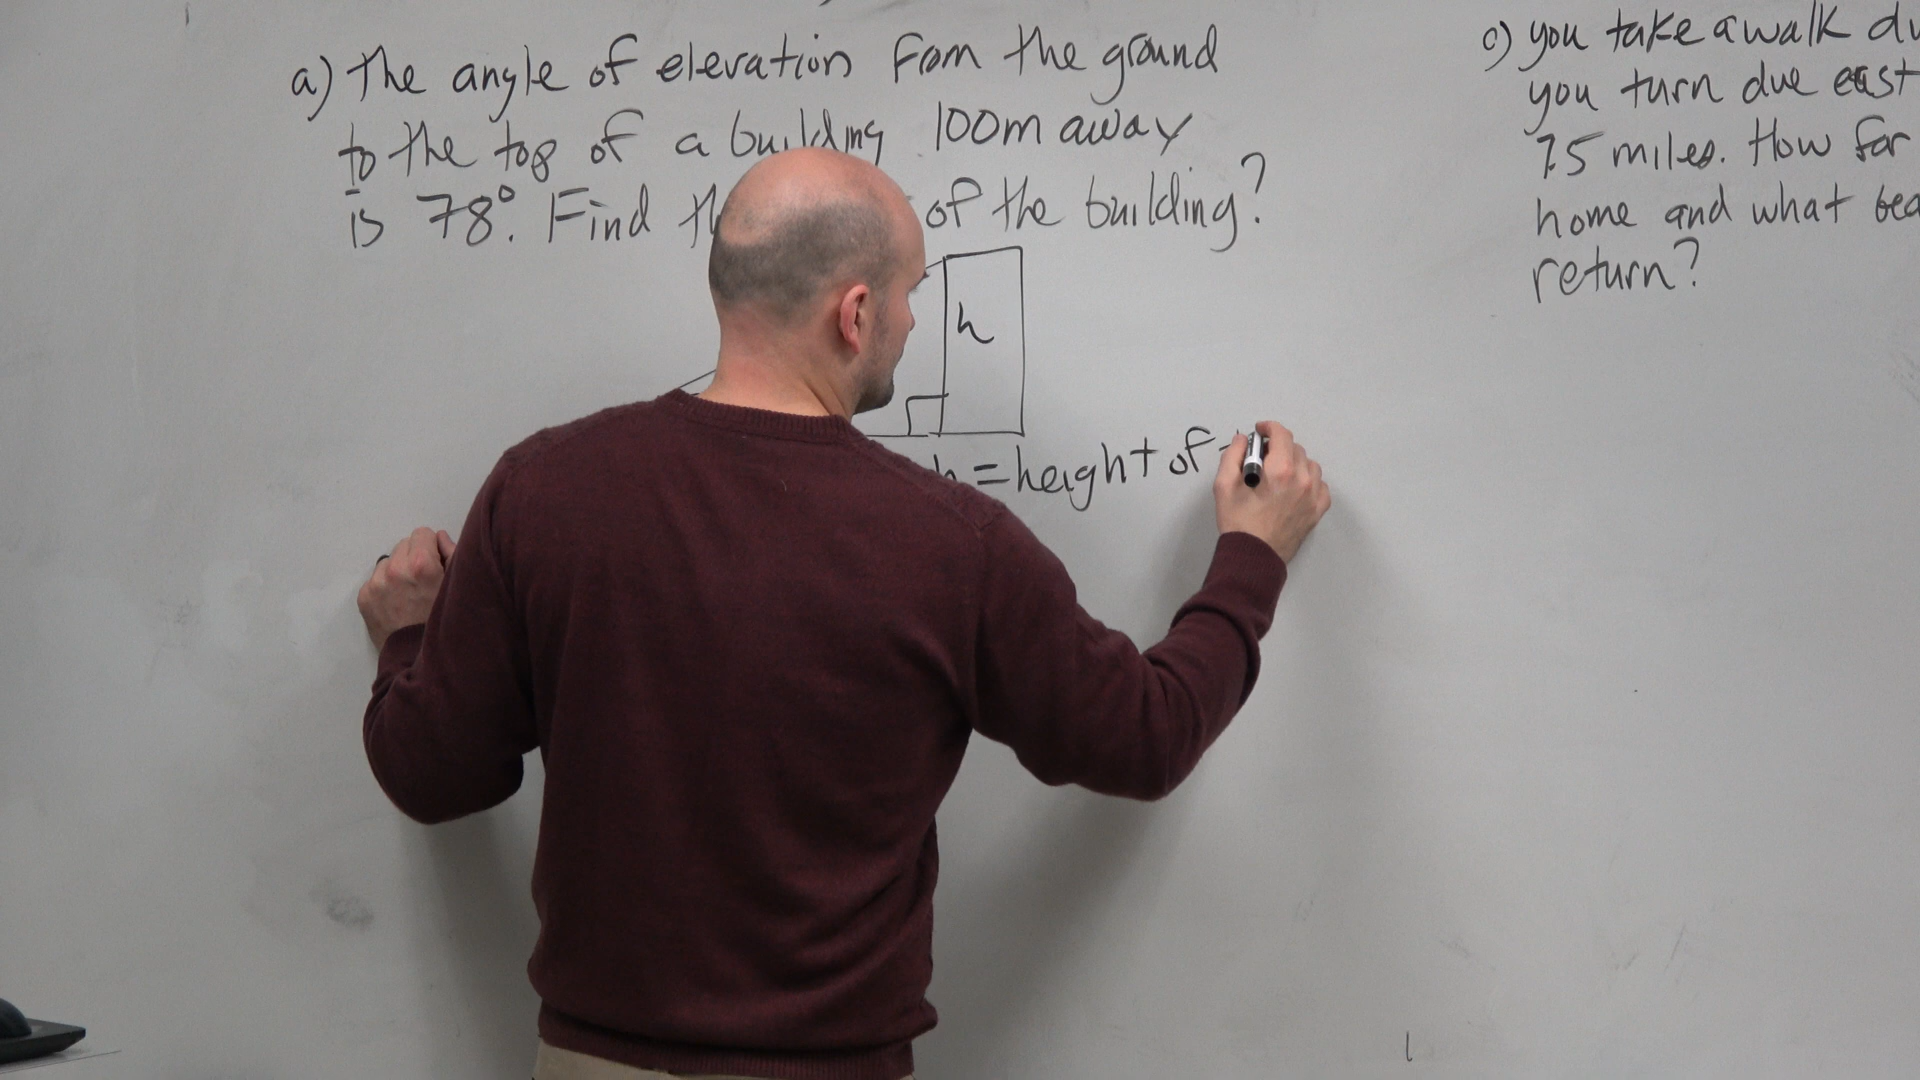 a) The angle of elevation from the ground
to the top of a building 100m away
is 78°. Find of the building?
h
h = height of
c) you take a walk
you turn due east
7.5 miles. How far
home and what
return?